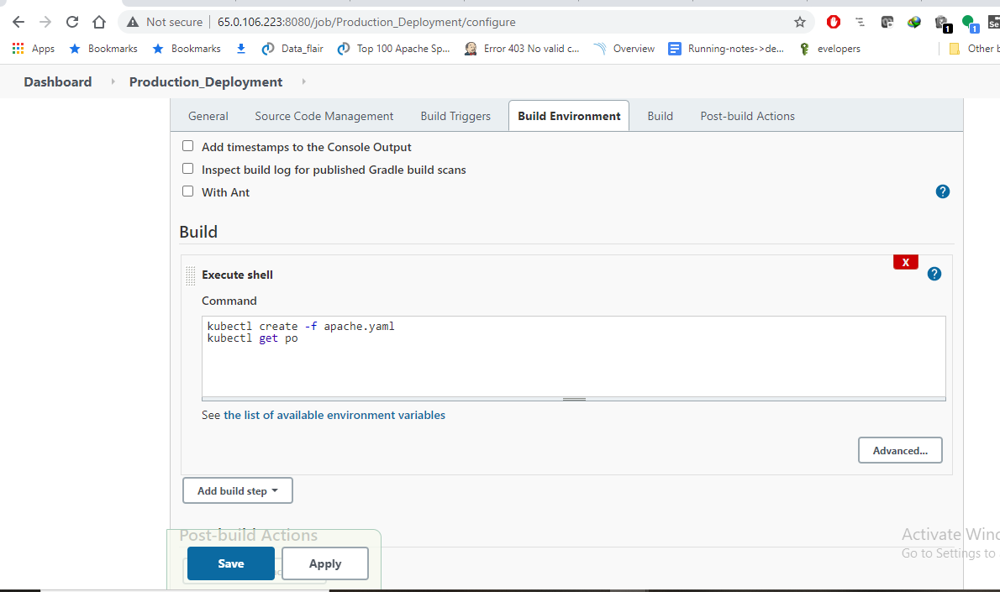 Not secure | 65.0.106.223:8080/job/Production_Deployment/configure
1 1 Se
Apps Bookmarks Bookmarks Data_flair Top 100 Apache Sp... Error 403 No valid c... Overview Running-notes->de... evelopers Other b
Dashboard Production_Deployment
General Source Code Management Build Triggers Build Environment Build Post-build Actions
Add timestamps to the Console Output
Inspect build log for published Gradle build scans
With Ant ?
Build
X
Execute shell ?
Command
kubectl create -f apache.yaml
kubectl get po
See the list of available environment variables
Advanced...
Add build step
Post-build Actions
Activate Winc
Go to Settings to
Save Apply